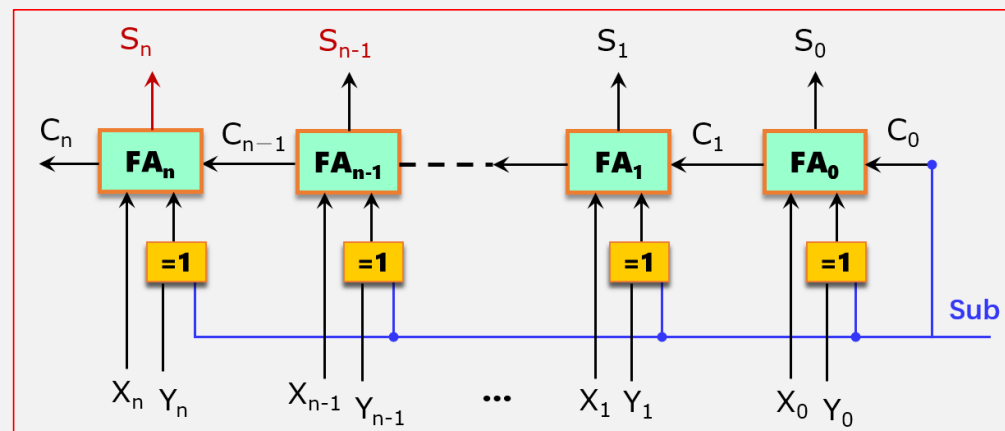 Sₙ Sₙ₋₁ S₁ S₀
Cₙ Cₙ₋₁ C₁ C₀
FAₙ FAₙ₋₁ FA₁ FA₀
=1 =1 =1 =1
Sub
Xₙ Yₙ Xₙ₋₁ Yₙ₋₁ ... X₁ Y₁ X₀ Y₀